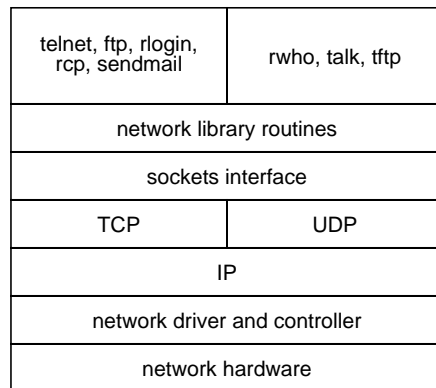 telnet, ftp, rlogin,
rcp, sendmail
rwho, talk, tftp
network library routines
sockets interface
TCP
UDP
IP
network driver and controller
network hardware